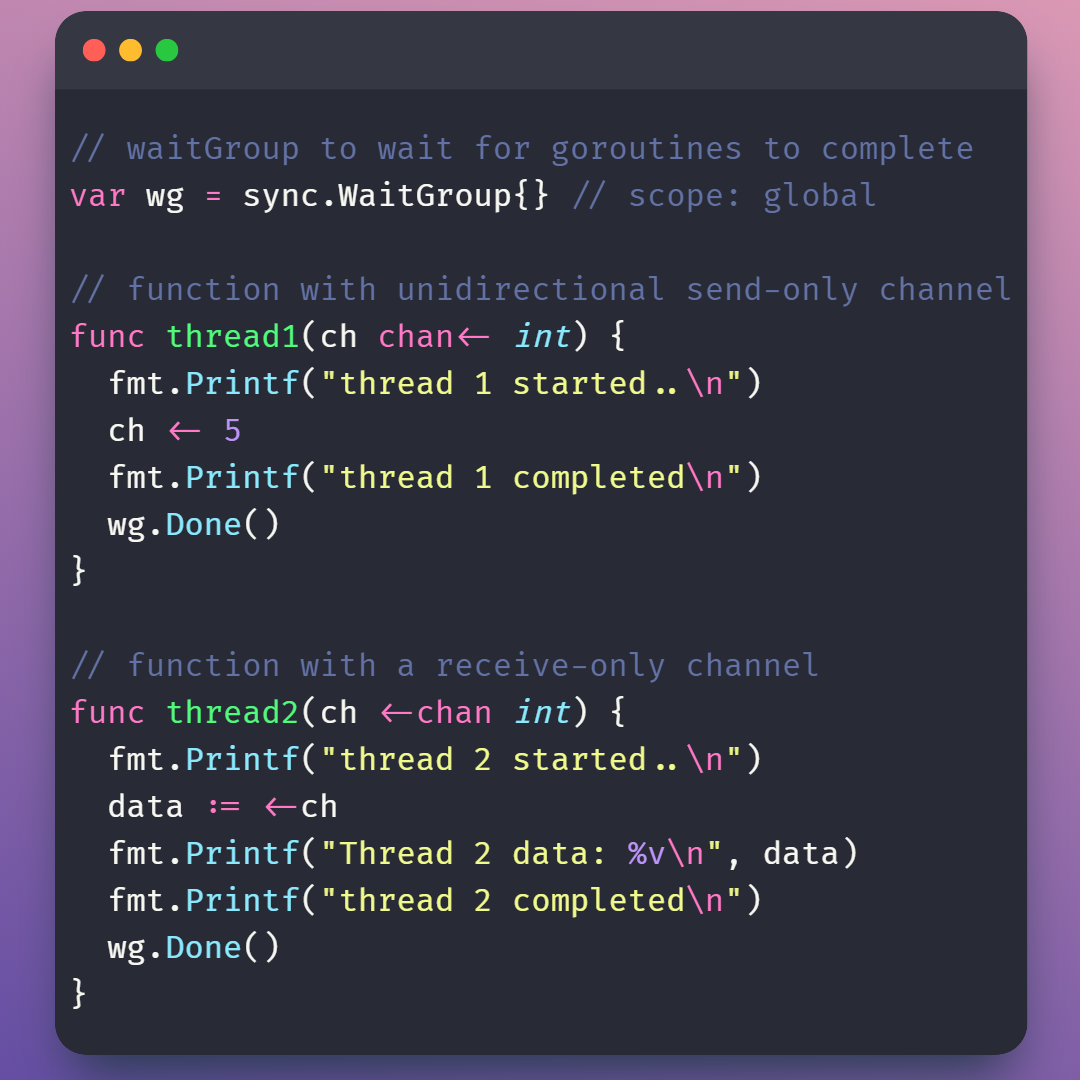 // waitGroup to wait for goroutines to complete
var wg = sync.WaitGroup{} // scope: global
// function with unidirectional send-only channel
func thread1(ch chan<- int) {
fmt.Printf("thread 1 started..\n")
ch <- 5
fmt.Printf("thread 1 completed\n")
wg.Done()
}
// function with a receive-only channel
func thread2(ch <-chan int) {
fmt.Printf("thread 2 started..\n")
data := <-ch
fmt.Printf("Thread 2 data: %v\n", data)
fmt.Printf("thread 2 completed\n")
wg.Done()
}